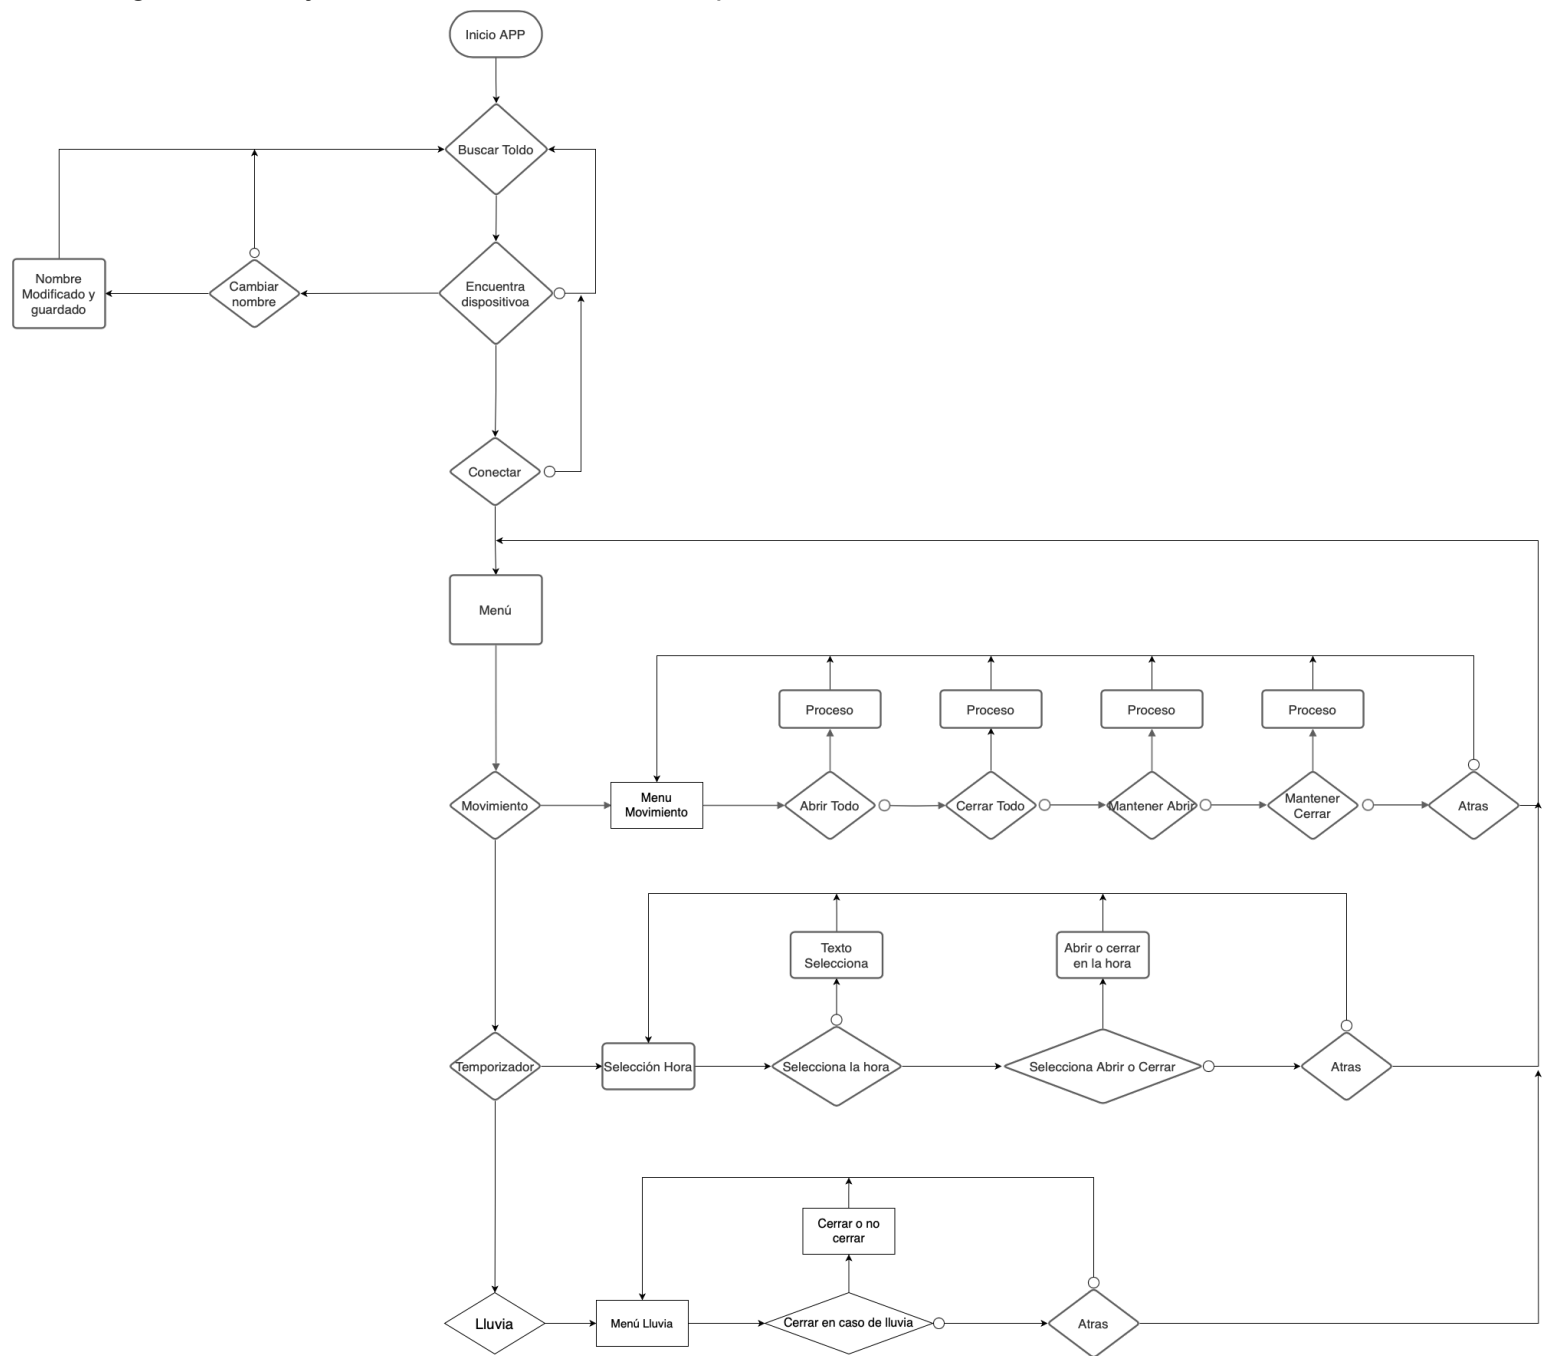 Inicio APP
Buscar Toldo
Nombre
Modificado y
guardado
Cambiar
nombre
Encuentra
dispositivoa
Conectar
Menú
Proceso
Proceso
Proceso
Proceso
Movimiento
Menu
Movimiento
Abrir Todo
Cerrar Todo
Mantener Abrir
Mantener
Cerrar
Atras
Texto
Selecciona
Abrir o cerrar
en la hora
Temporizador
Selección Hora
Selecciona la hora
Selecciona Abrir o Cerrar
Atras
Cerrar o no
cerrar
Lluvia
Menú Lluvia
Cerrar en caso de lluvia
Atras